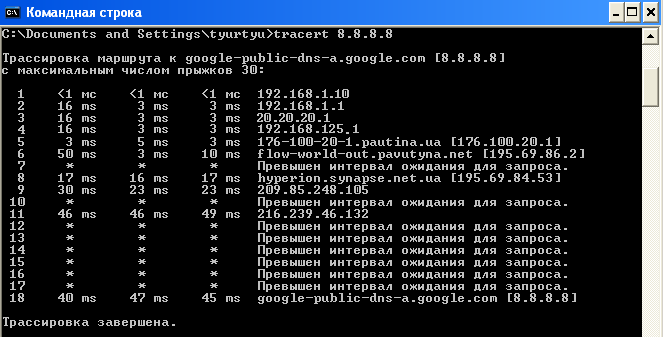 Командная строка
C:\Documents and Settings\tyurtyu>tracert 8.8.8.8
Трассировка маршрута к google-public-dns-a.google.com [8.8.8.8]
с максимальным числом прыжков 30:
1 <1 мс <1 мс <1 мс 192.168.1.10
2 16 ms 3 ms 3 ms 192.168.1.1
3 16 ms 3 ms 3 ms 20.20.20.1
4 16 ms 3 ms 3 ms 192.168.125.1
5 3 ms 5 ms 3 ms 176-100-20-1.pautina.ua [176.100.20.1]
6 50 ms 3 ms 10 ms flow-world-out.pavutyna.net [195.69.86.2]
7 * * * Превышен интервал ожидания для запроса.
8 17 ms 16 ms 17 ms hyperion.synapse.net.ua [195.69.84.53]
9 30 ms 23 ms 23 ms 209.85.248.105
10 * * * Превышен интервал ожидания для запроса.
11 46 ms 46 ms 49 ms 216.239.46.132
12 * * * Превышен интервал ожидания для запроса.
13 * * * Превышен интервал ожидания для запроса.
14 * * * Превышен интервал ожидания для запроса.
15 * * * Превышен интервал ожидания для запроса.
16 * * * Превышен интервал ожидания для запроса.
17 * * * Превышен интервал ожидания для запроса.
18 40 ms 47 ms 45 ms google-public-dns-a.google.com [8.8.8.8]
Трассировка завершена.